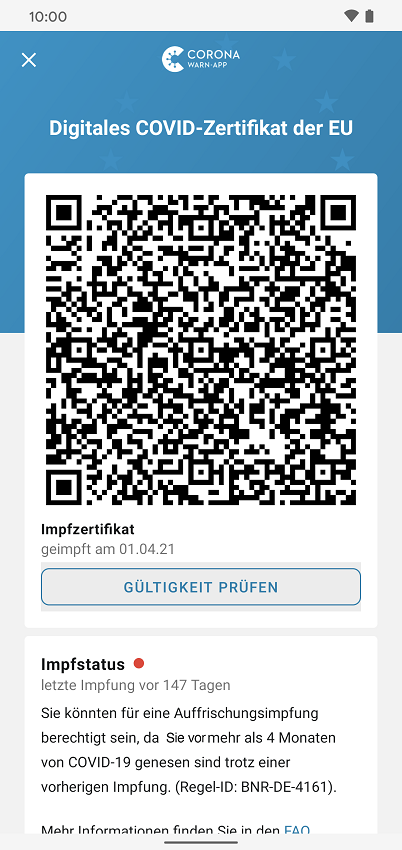 10:00
CORONA
WARN-APP
Digitales COVID-Zertifikat der EU
Impfzertifikat
geimpft am 01.04.21
GÜLTIGKEIT PRÜFEN
Impfstatus
letzte Impfung vor 147 Tagen
Sie könnten für eine Auffrischungsimpfung
berechtigt sein, da Sie vor mehr als 4 Monaten
von COVID-19 genesen sind trotz einer
vorherigen Impfung. (Regel-ID: BNR-DE-4161).
Mehr Informationen finden Sie in den FAQ